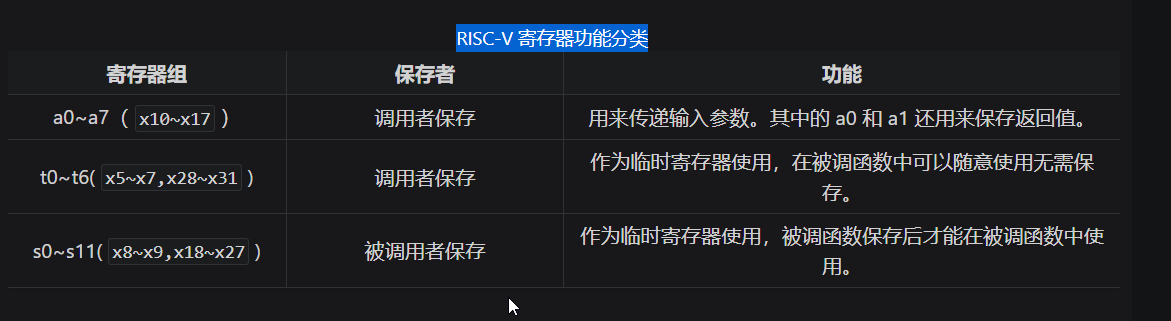 RISC-V 寄存器功能分类
寄存器组 保存者 功能
a0~a7（ x10~x17 ） 调用者保存 用来传递输入参数。其中的 a0 和 a1 还用来保存返回值。
t0~t6( x5~x7,x28~x31 ) 调用者保存 作为临时寄存器使用，在被调函数中可以随意使用无需保
存。
s0~s11( x8~x9,x18~x27 ) 被调用者保存 作为临时寄存器使用，被调函数保存后才能在被调函数中使
用。